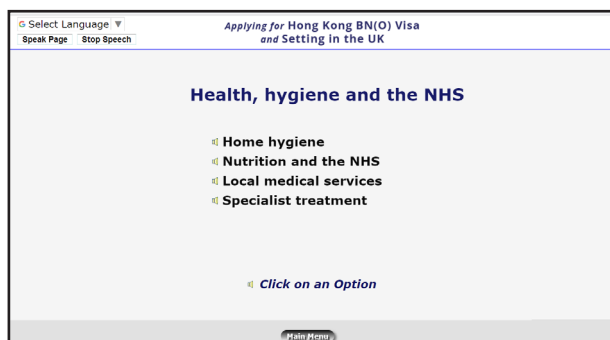 G Select Language ▼
Applying for Hong Kong BN(O) Visa
Speak Page Stop Speech
and Setting in the UK
Health, hygiene and the NHS
Home hygiene
Nutrition and the NHS
Local medical services
Specialist treatment
Click on an Option
Main Menu